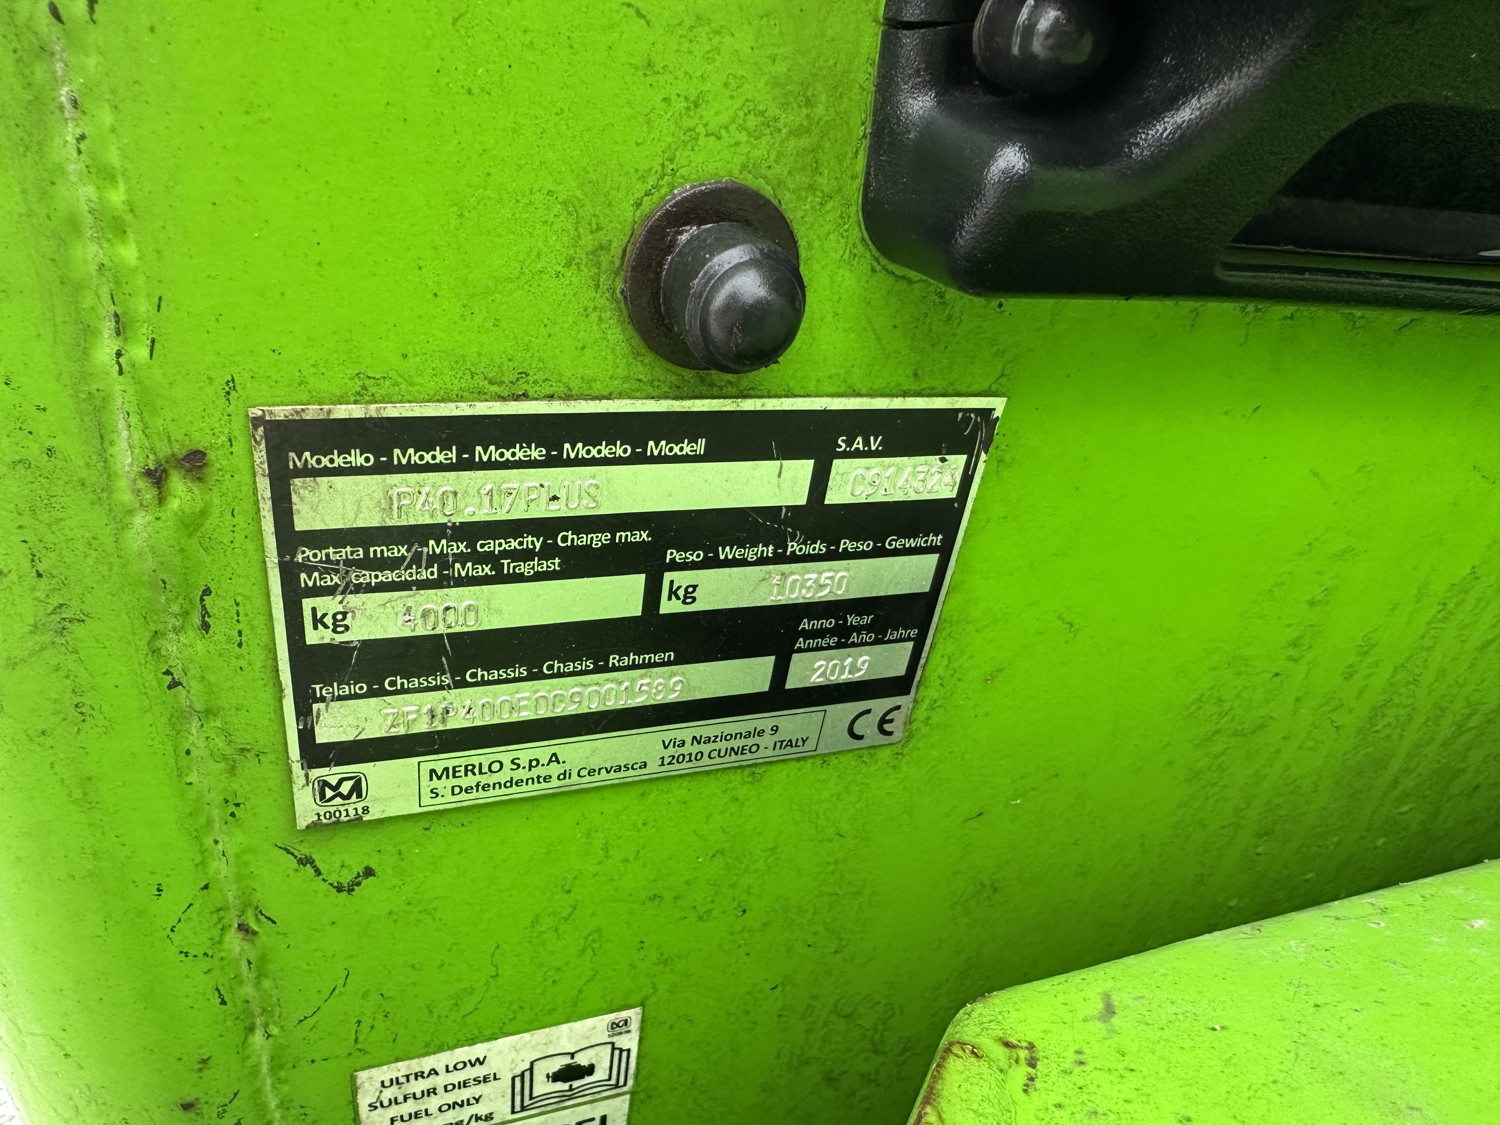 Modello - Model - Modèle - Modelo - Modell
S.A.V.
P40.17PLUS
C914324
Portata max. - Max. capacity - Charge max.
Max. capacidad - Max. Traglast
Peso - Weight - Poids - Peso - Gewicht
kg 4000
kg 10350
Anno - Year
Année - Año - Jahre
Telaio - Chassis - Chassis - Chasis - Rahmen
2019
ZF1P400E0C9001589
CE
MERLO S.p.A.
Via Nazionale 9
S. Defendente di Cervasca 12010 CUNEO - ITALY
100118
ULTRA LOW
SULFUR DIESEL
FUEL ONLY